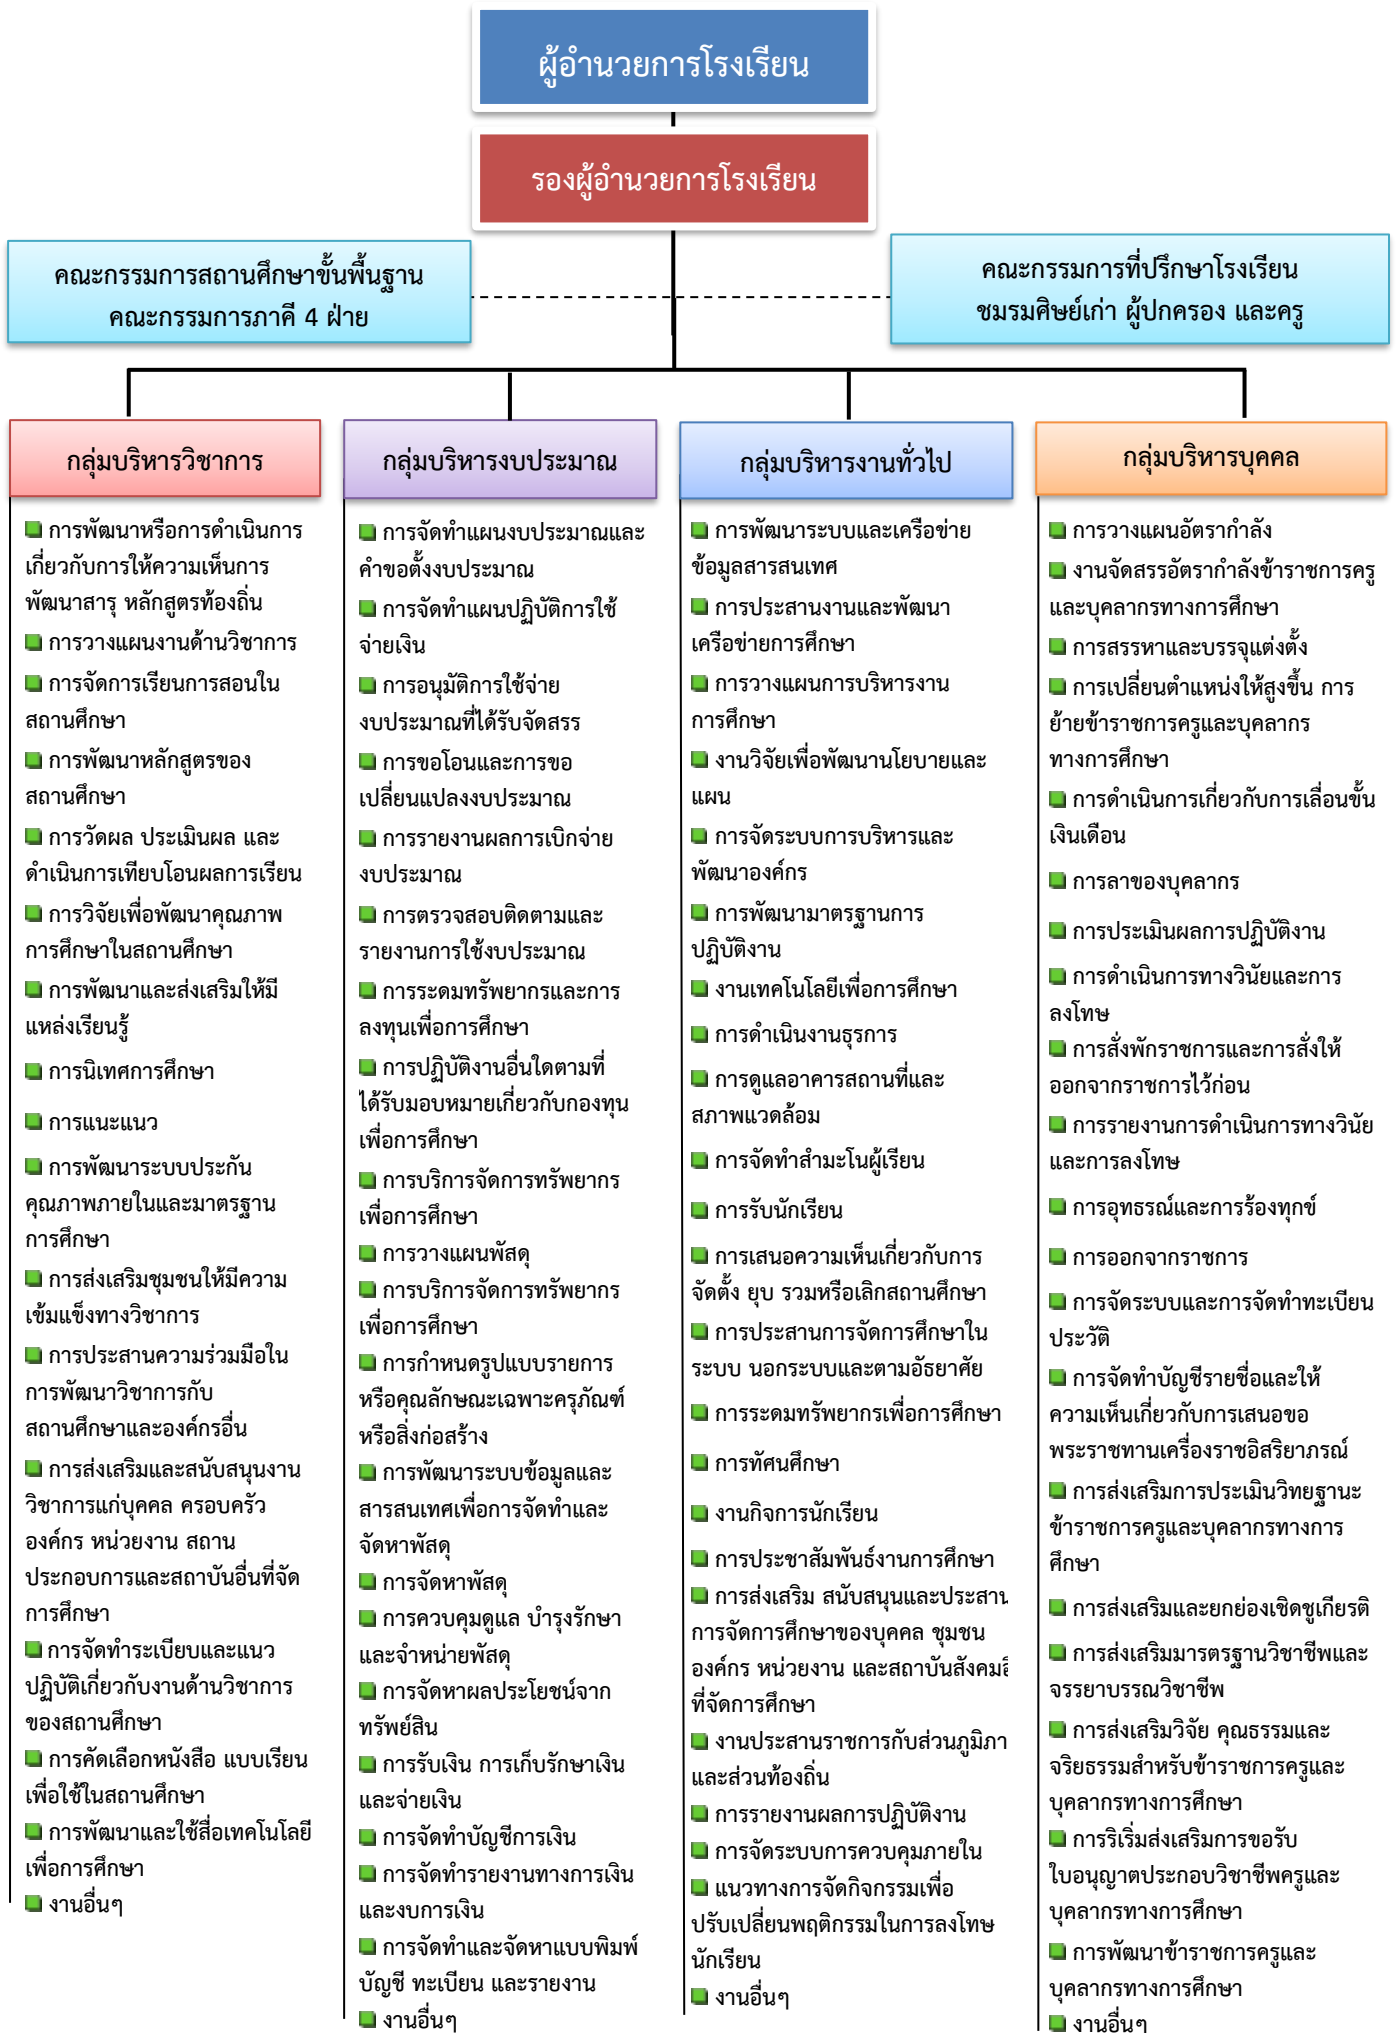 ผู้อำนวยการโรงเรียน
รองผู้อำนวยการโรงเรียน
คณะกรรมการสถานศึกษาขั้นพื้นฐาน
คณะกรรมการภาคี 4 ฝ่าย
คณะกรรมการที่ปรึกษาโรงเรียน
ชมรมศิษย์เก่า ผู้ปกครอง และครู
กลุ่มบริหารวิชาการ
การพัฒนาหรือการดำเนินการ
เกี่ยวกับการให้ความเห็นการ
พัฒนาสารุ หลักสูตรท้องถิ่น
การวางแผนงานด้านวิชาการ
การจัดการเรียนการสอนใน
สถานศึกษา
การพัฒนาหลักสูตรของ
สถานศึกษา
การวัดผล ประเมินผล และ
ดำเนินการเทียบโอนผลการเรียน
การวิจัยเพื่อพัฒนาคุณภาพ
การศึกษาในสถานศึกษา
การพัฒนาและส่งเสริมให้มี
แหล่งเรียนรู้
การนิเทศการศึกษา
การแนะแนว
การพัฒนาระบบประกัน
คุณภาพภายในและมาตรฐาน
การศึกษา
การส่งเสริมชุมชนให้มีความ
เข้มแข็งทางวิชาการ
การประสานความร่วมมือใน
การพัฒนาวิชาการกับ
สถานศึกษาและองค์กรอื่น
การส่งเสริมและสนับสนุนงาน
วิชาการแก่บุคคล ครอบครัว
องค์กร หน่วยงาน สถาน
ประกอบการและสถาบันอื่นที่จัด
การศึกษา
การจัดทำระเบียบและแนว
ปฏิบัติเกี่ยวกับงานด้านวิชาการ
ของสถานศึกษา
การคัดเลือกหนังสือ แบบเรียน
เพื่อใช้ในสถานศึกษา
การพัฒนาและใช้สื่อเทคโนโลยี
เพื่อการศึกษา
งานอื่นๆ
กลุ่มบริหารงบประมาณ
การจัดทำแผนงบประมาณและ
คำขอตั้งงบประมาณ
การจัดทำแผนปฏิบัติการใช้
จ่ายเงิน
การอนุมัติการใช้จ่าย
งบประมาณที่ได้รับจัดสรร
การขอโอนและการขอ
เปลี่ยนแปลงงบประมาณ
การรายงานผลการเบิกจ่าย
งบประมาณ
การตรวจสอบติดตามและ
รายงานการใช้งบประมาณ
การระดมทรัพยากรและการ
ลงทุนเพื่อการศึกษา
การปฏิบัติงานอื่นใดตามที่
ได้รับมอบหมายเกี่ยวกับกองทุน
เพื่อการศึกษา
การบริการจัดการทรัพยากร
เพื่อการศึกษา
การวางแผนพัสดุ
การบริการจัดการทรัพยากร
เพื่อการศึกษา
การกำหนดรูปแบบรายการ
หรือคุณลักษณะเฉพาะครุภัณฑ์
หรือสิ่งก่อสร้าง
การพัฒนาระบบข้อมูลและ
สารสนเทศเพื่อการจัดทำและ
จัดหาพัสดุ
การจัดหาพัสดุ
การควบคุมดูแล บำรุงรักษา
และจำหน่ายพัสดุ
การจัดหาผลประโยชน์จาก
ทรัพย์สิน
การรับเงิน การเก็บรักษาเงิน
และจ่ายเงิน
การจัดทำบัญชีการเงิน
การจัดทำรายงานทางการเงิน
และงบการเงิน
การจัดทำและจัดหาแบบพิมพ์
บัญชี ทะเบียน และรายงาน
งานอื่นๆ
กลุ่มบริหารงานทั่วไป
การพัฒนาระบบและเครือข่าย
ข้อมูลสารสนเทศ
การประสานงานและพัฒนา
เครือข่ายการศึกษา
การวางแผนการบริหารงาน
การศึกษา
งานวิจัยเพื่อพัฒนานโยบายและ
แผน
การจัดระบบการบริหารและ
พัฒนาองค์กร
การพัฒนามาตรฐานการ
ปฏิบัติงาน
งานเทคโนโลยีเพื่อการศึกษา
การดำเนินงานธุรการ
การดูแลอาคารสถานที่และ
สภาพแวดล้อม
การจัดทำสำมะโนผู้เรียน
การรับนักเรียน
การเสนอความเห็นเกี่ยวกับการ
จัดตั้ง ยุบ รวมหรือเลิกสถานศึกษา
การประสานการจัดการศึกษาใน
ระบบ นอกระบบและตามอัธยาศัย
การระดมทรัพยากรเพื่อการศึกษา
การทัศนศึกษา
งานกิจการนักเรียน
การประชาสัมพันธ์งานการศึกษา
การส่งเสริม สนับสนุนและประสาน
การจัดการศึกษาของบุคคล ชุมชน
องค์กร หน่วยงาน และสถาบันสังคม
ที่จัดการศึกษา
งานประสานราชการกับส่วนภูมิภา
และส่วนท้องถิ่น
การรายงานผลการปฏิบัติงาน
การจัดระบบการควบคุมภายใน
แนวทางการจัดกิจกรรมเพื่อ
ปรับเปลี่ยนพฤติกรรมในการลงโทษ
นักเรียน
งานอื่นๆ
กลุ่มบริหารบุคคล
การวางแผนอัตรากำลัง
งานจัดสรรอัตรากำลังข้าราชการครู
และบุคลากรทางการศึกษา
การสรรหาและบรรจุแต่งตั้ง
การเปลี่ยนตำแหน่งให้สูงขึ้น การ
ย้ายข้าราชการครูและบุคลากร
ทางการศึกษา
การดำเนินการเกี่ยวกับการเลื่อนขั้น
เงินเดือน
การลาของบุคลากร
การประเมินผลการปฏิบัติงาน
การดำเนินการทางวินัยและการ
ลงโทษ
การสั่งพักราชการและการสั่งให้
ออกจากราชการไว้ก่อน
การรายงานการดำเนินการทางวินัย
และการลงโทษ
การอุทธรณ์และการร้องทุกข์
การออกจากราชการ
การจัดระบบและการจัดทำทะเบียน
ประวัติ
การจัดทำบัญชีรายชื่อและให้
ความเห็นเกี่ยวกับการเสนอขอ
พระราชทานเครื่องราชอิสริยาภรณ์
การส่งเสริมการประเมินวิทยฐานะ
ข้าราชการครูและบุคลากรทางการ
ศึกษา
การส่งเสริมและยกย่องเชิดชูเกียรติ
การส่งเสริมมารตรฐานวิชาชีพและ
จรรยาบรรณวิชาชีพ
การส่งเสริมวิจัย คุณธรรมและ
จริยธรรมสำหรับข้าราชการครูและ
บุคลากรทางการศึกษา
การริเริ่มส่งเสริมการขอรับ
ใบอนุญาตประกอบวิชาชีพครูและ
บุคลากรทางการศึกษา
การพัฒนาข้าราชการครูและ
บุคลากรทางการศึกษา
งานอื่นๆ